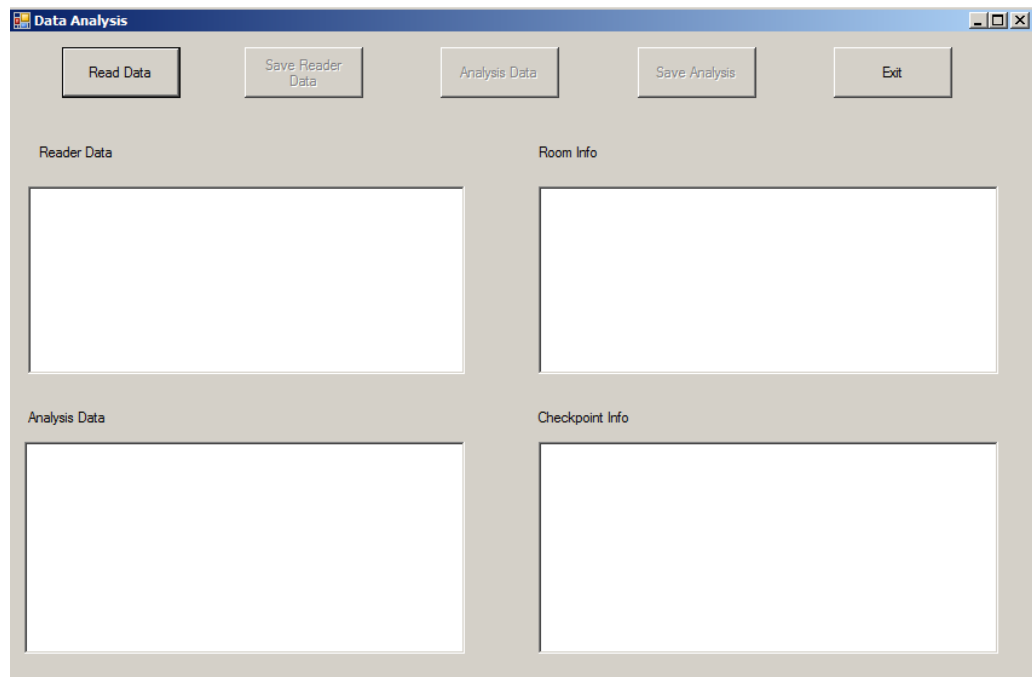 Data Analysis
Read Data
Save Reader
Data
Analysis Data
Save Analysis
Exit
Reader Data
Room Info
Analysis Data
Checkpoint Info